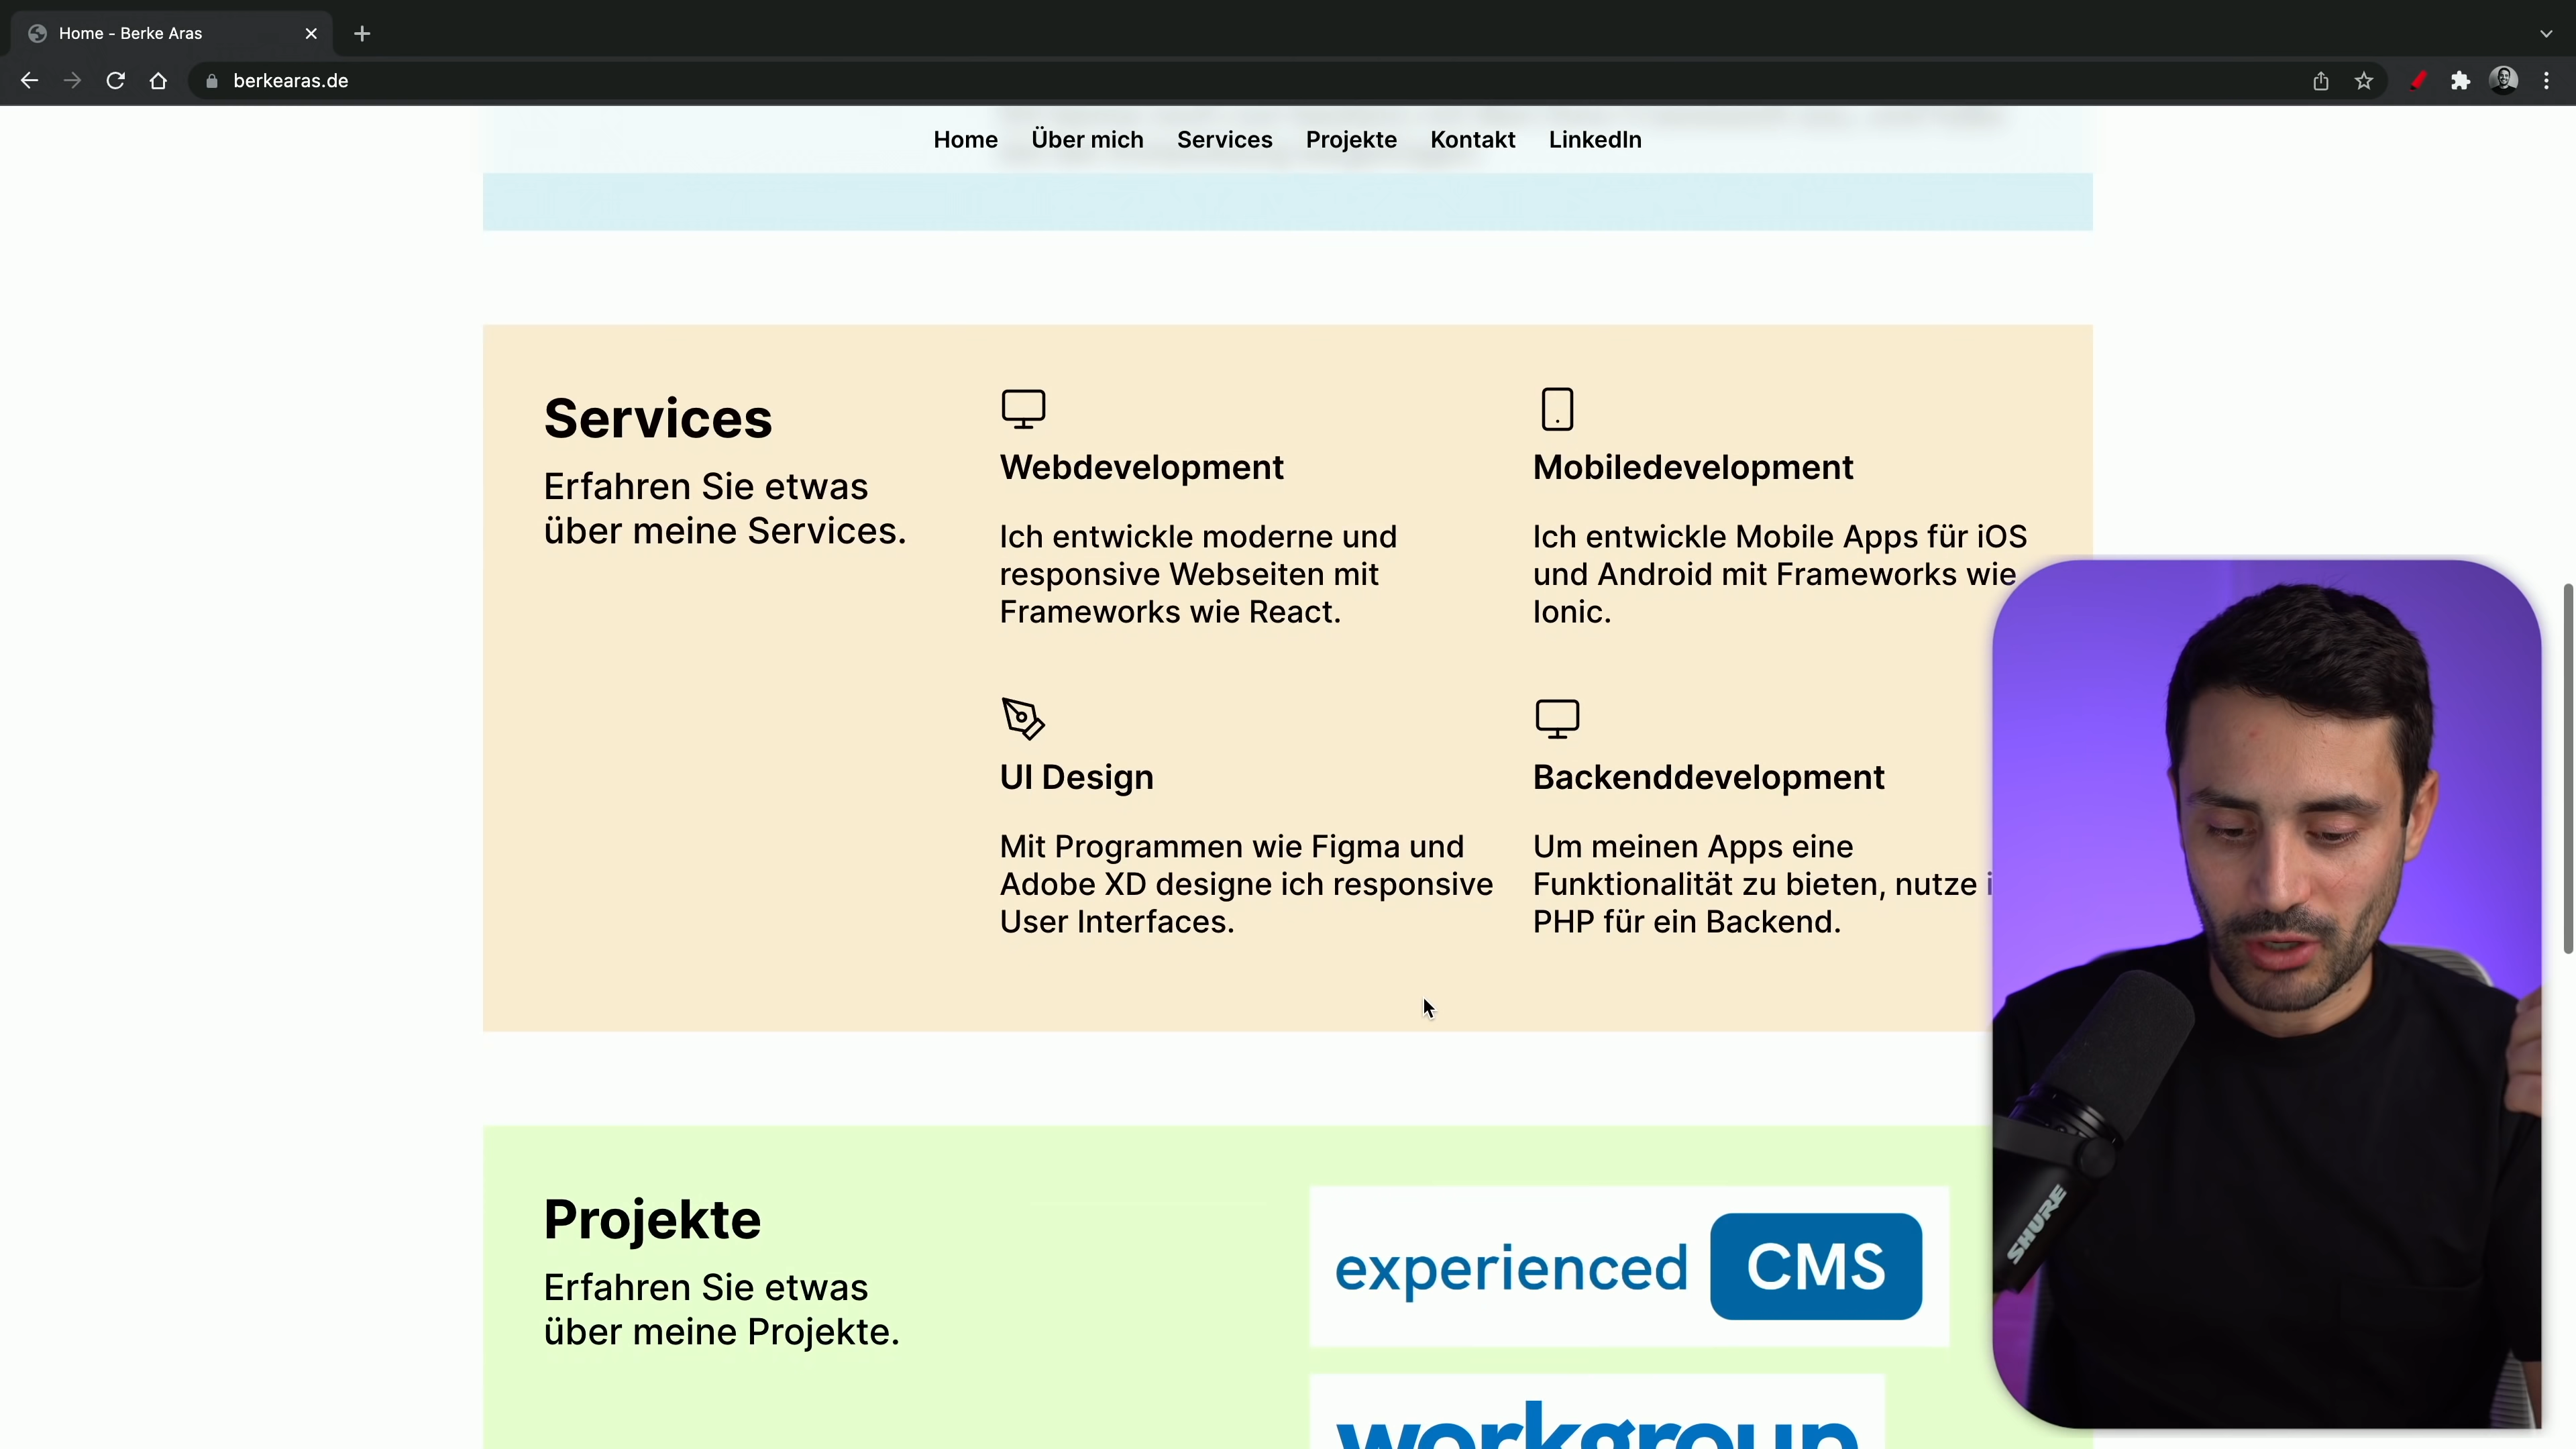 Home - Berke Aras
berkearas.de
Home Über mich Services Projekte Kontakt LinkedIn
Services
Erfahren Sie etwas
über meine Services.
Webdevelopment
Ich entwickle moderne und
responsive Webseiten mit
Frameworks wie React.
Mobiledevelopment
Ich entwickle Mobile Apps für iOS
und Android mit Frameworks wie
Ionic.
UI Design
Mit Programmen wie Figma und
Adobe XD designe ich responsive
User Interfaces.
Backenddevelopment
Um meinen Apps eine
Funktionalität zu bieten, nutze
PHP für ein Backend.
Projekte
Erfahren Sie etwas
über meine Projekte.
experienced CMS
workgroup
SHURE